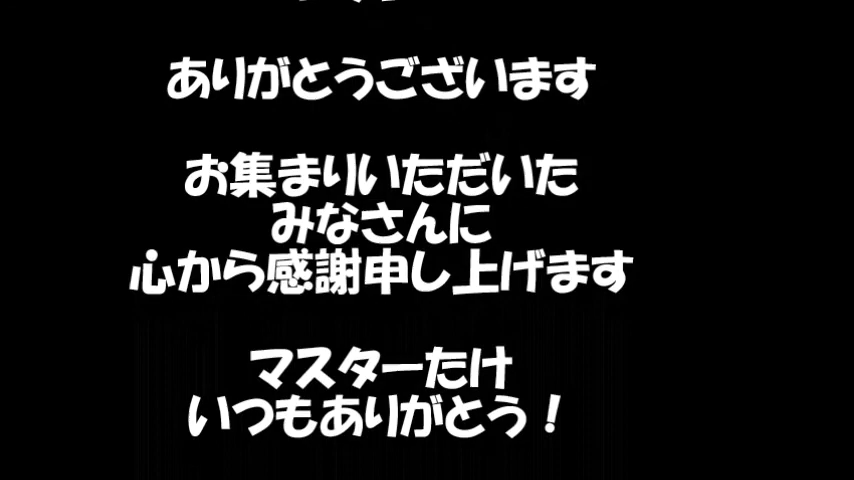 ありがとうございます
お集まりいただいた
みなさんに
心から感謝申し上げます
マスターたけ
いつもありがとう！